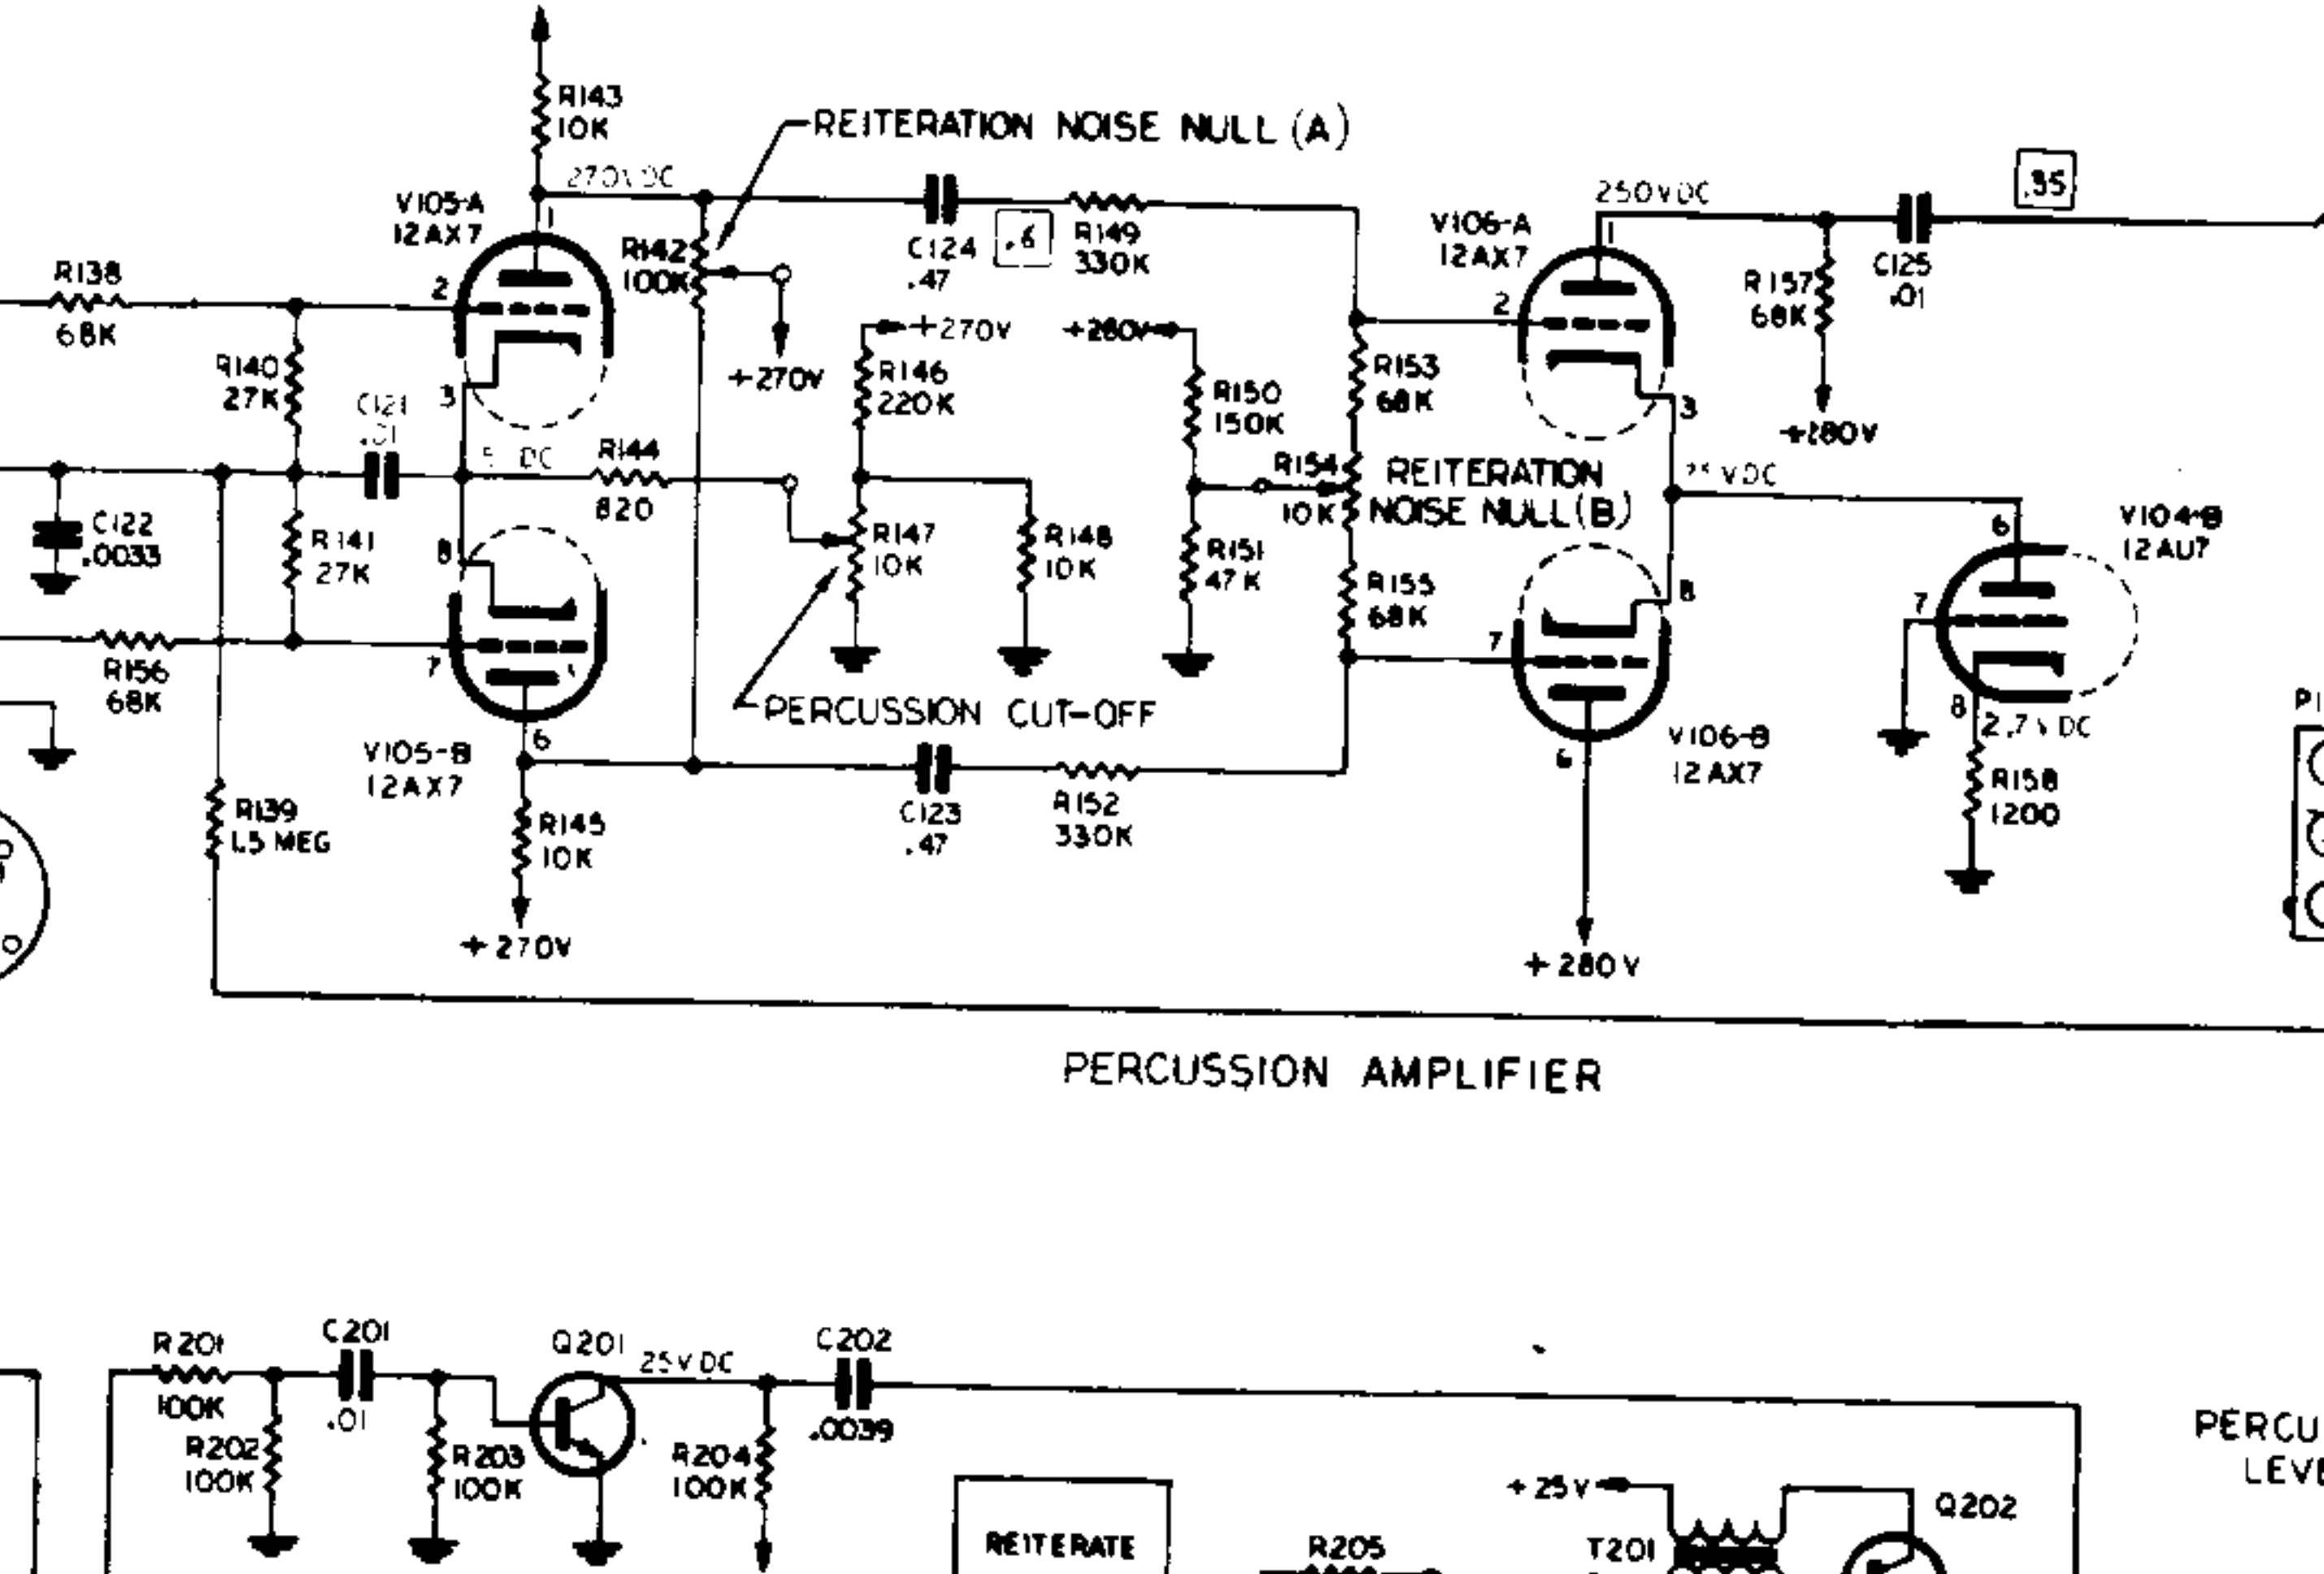 R143
10K
REITERATION NOISE NULL (A)
270VDC
V105-A
12AX7
1
R142
100K
C124
.47
.6
R149
330K
250VDC
.35
V106-A
12AX7
1
R157
68K
C125
.01
R138
68K
2
2
R140
27K
3
C121
.01
+270V
+270V
+280V
R146
220K
R150
150K
R153
68K
3
+280V
DC
R144
820
R154
10K
REITERATION
NOISE NULL (B)
VDC
C122
.0033
R141
27K
8
R147
10K
R148
10K
R151
47K
R155
68K
8
6
V104-B
12AU7
7
7
7
R156
68K
PERCUSSION CUT-OFF
8
2.7VDC
6
V105-B
12AX7
6
V106-B
12AX7
R139
1.5 MEG
R145
10K
C123
.47
R152
330K
R158
1200
+270V
+280V
PERCUSSION AMPLIFIER
R201
100K
C201
.01
Q201
25VDC
C202
.0039
R202
100K
R203
100K
R204
100K
PERCU
LEVE
REITERATE
R205
+25V
T201
Q202